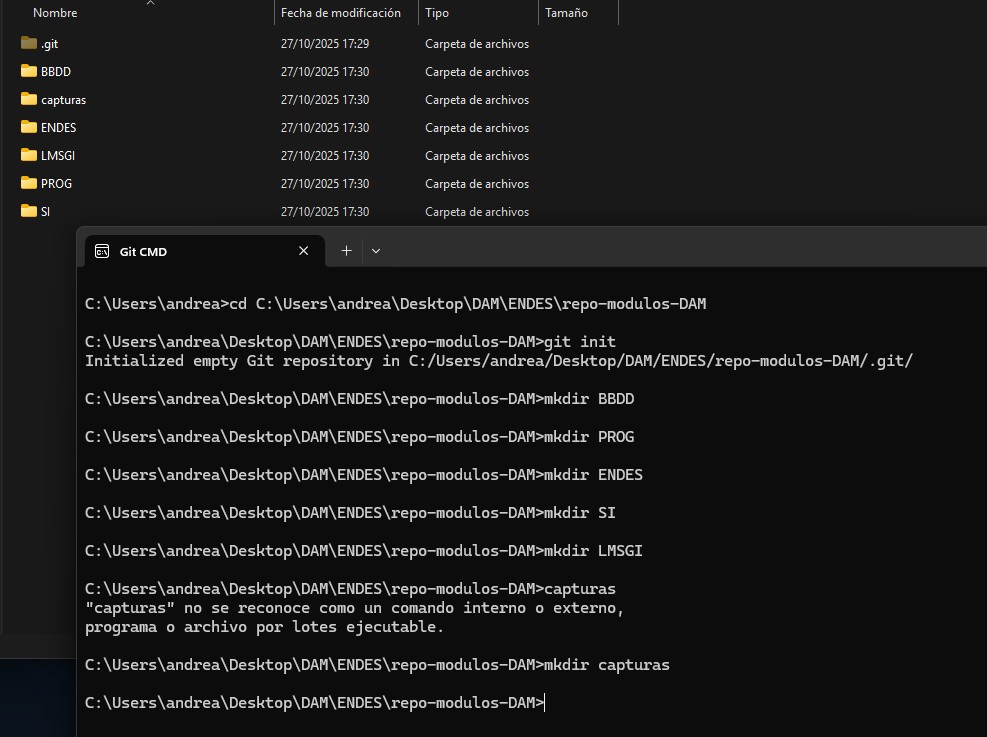 Nombre Fecha de modificación Tipo Tamaño
.git 27/10/2025 17:29 Carpeta de archivos
BBDD 27/10/2025 17:30 Carpeta de archivos
capturas 27/10/2025 17:30 Carpeta de archivos
ENDES 27/10/2025 17:30 Carpeta de archivos
LMSGI 27/10/2025 17:30 Carpeta de archivos
PROG 27/10/2025 17:30 Carpeta de archivos
SI 27/10/2025 17:30 Carpeta de archivos
Git CMD
C:\Users\andrea>cd C:\Users\andrea\Desktop\DAM\ENDES\repo-modulos-DAM
C:\Users\andrea\Desktop\DAM\ENDES\repo-modulos-DAM>git init
Initialized empty Git repository in C:/Users/andrea/Desktop/DAM/ENDES/repo-modulos-DAM/.git/
C:\Users\andrea\Desktop\DAM\ENDES\repo-modulos-DAM>mkdir BBDD
C:\Users\andrea\Desktop\DAM\ENDES\repo-modulos-DAM>mkdir PROG
C:\Users\andrea\Desktop\DAM\ENDES\repo-modulos-DAM>mkdir ENDES
C:\Users\andrea\Desktop\DAM\ENDES\repo-modulos-DAM>mkdir SI
C:\Users\andrea\Desktop\DAM\ENDES\repo-modulos-DAM>mkdir LMSGI
C:\Users\andrea\Desktop\DAM\ENDES\repo-modulos-DAM>capturas
"capturas" no se reconoce como un comando interno o externo,
programa o archivo por lotes ejecutable.
C:\Users\andrea\Desktop\DAM\ENDES\repo-modulos-DAM>mkdir capturas
C:\Users\andrea\Desktop\DAM\ENDES\repo-modulos-DAM>